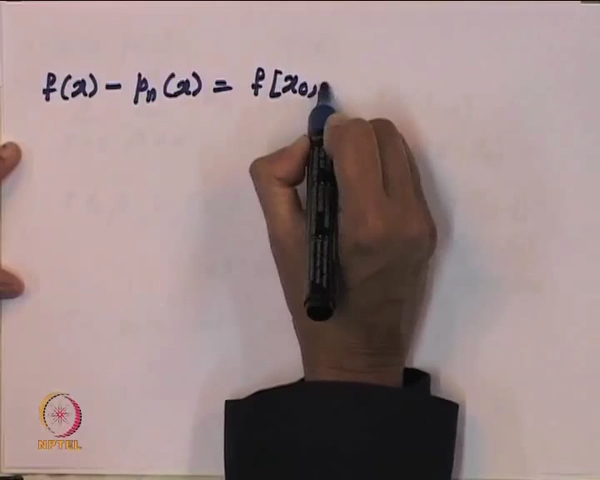 f(x) - pₙ(x) = f[x₀,
NPTEL